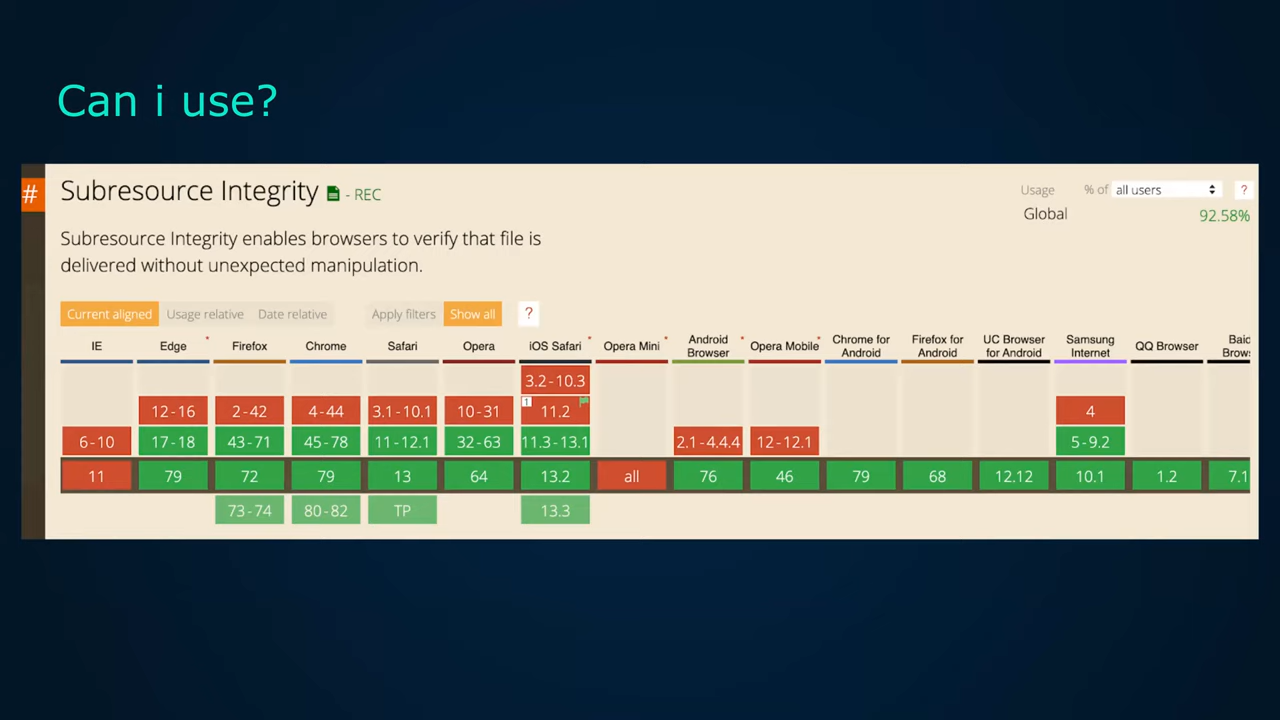 Can i use?
# Subresource Integrity - REC
Usage % of all users ?
Global 92.58%
Subresource Integrity enables browsers to verify that file is
delivered without unexpected manipulation.
Current aligned Usage relative Date relative Apply filters Show all ?
IE Edge * Firefox Chrome Safari Opera iOS Safari * Opera Mini * Android Browser * Opera Mobile * Chrome for Android Firefox for Android UC Browser for Android Samsung Internet QQ Browser Baid Brows
3.2-10.3
12-16 2-42 4-44 3.1-10.1 10-31 1 11.2 4
6-10 17-18 43-71 45-78 11-12.1 32-63 11.3-13.1 2.1-4.4.4 12-12.1 5-9.2
11 79 72 79 13 64 13.2 all 76 46 79 68 12.12 10.1 1.2 7.1
73-74 80-82 TP 13.3